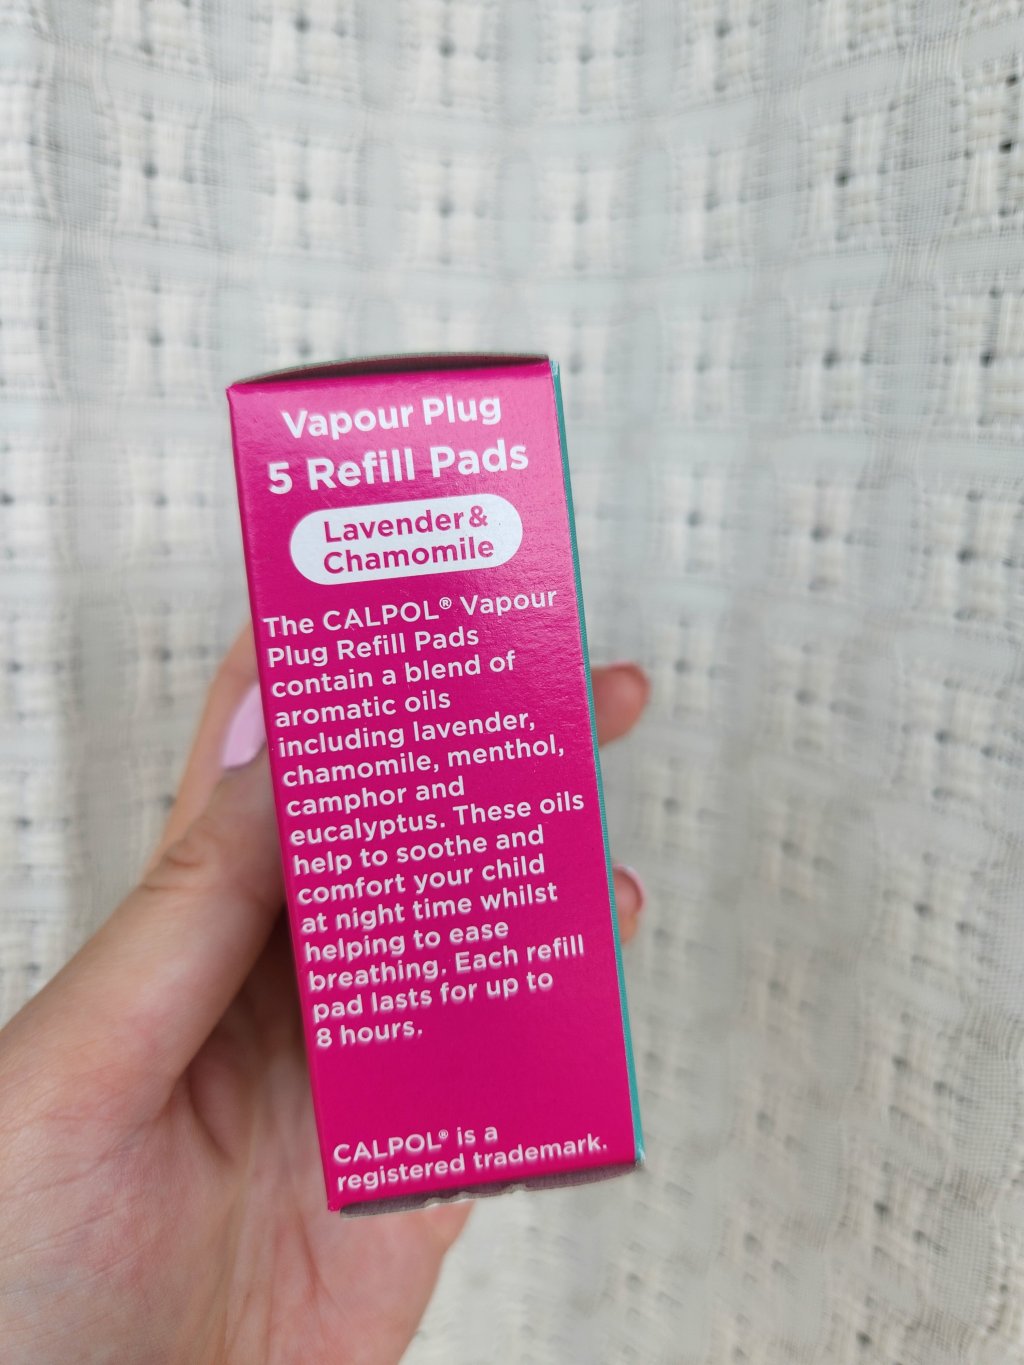 Vapour Plug
5 Refill Pads
Lavender &
Chamomile
The CALPOL® Vapour
Plug Refill Pads
contain a blend of
aromatic oils
including lavender,
chamomile, menthol,
camphor and
eucalyptus. These oils
help to soothe and
comfort your child
at night time whilst
helping to ease
breathing. Each refill
pad lasts for up to
8 hours.
CALPOL® is a
registered trademark.